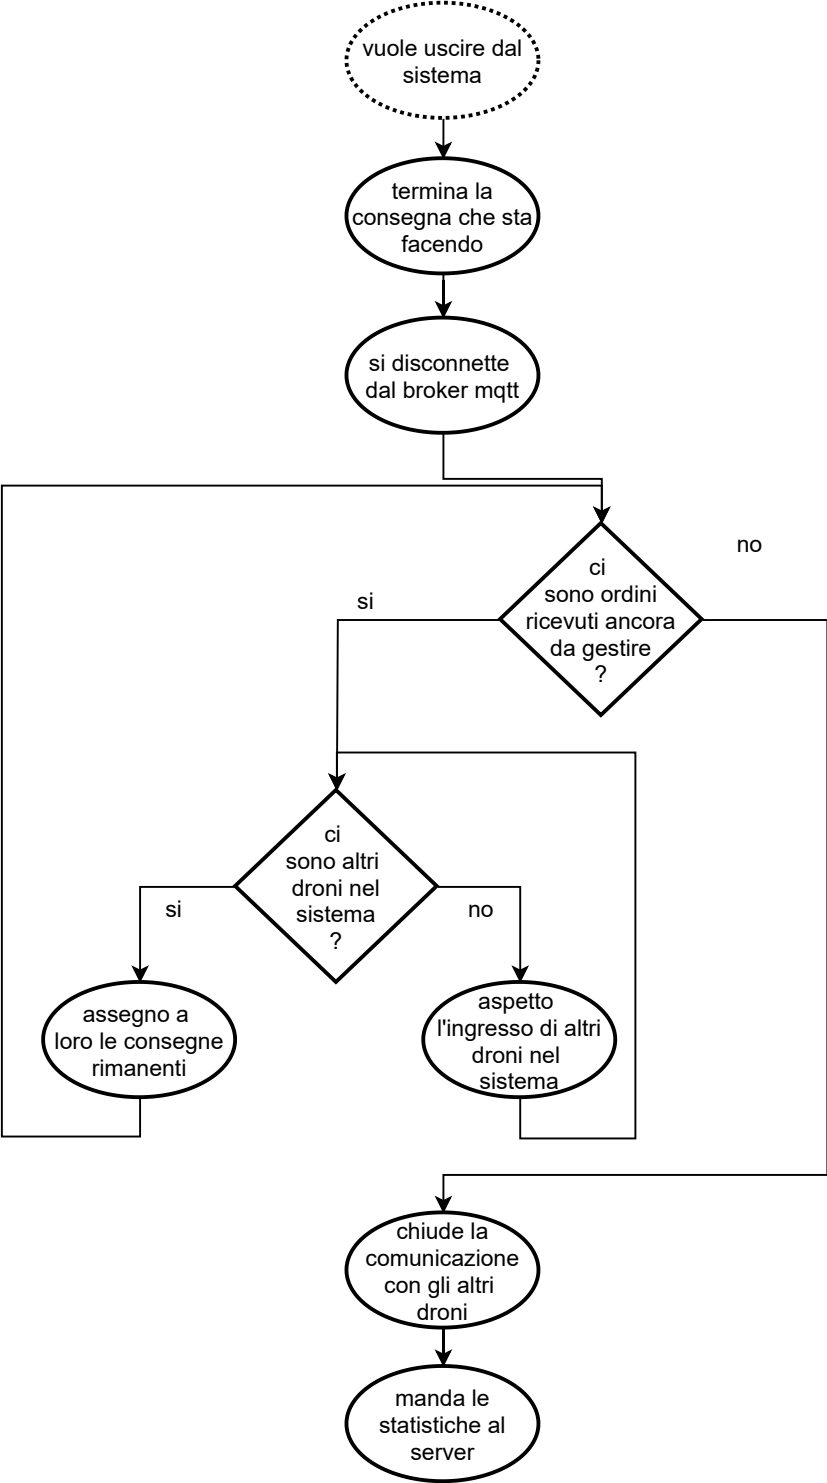 vuole uscire dal
sistema
termina la
consegna che sta
facendo
si disconnette
dal broker mqtt
ci
sono ordini
ricevuti ancora
da gestire
?
no
si
ci
sono altri
droni nel
sistema
?
si
no
assegno a
loro le consegne
rimanenti
aspetto
l'ingresso di altri
droni nel
sistema
chiude la
comunicazione
con gli altri
droni
manda le
statistiche al
server